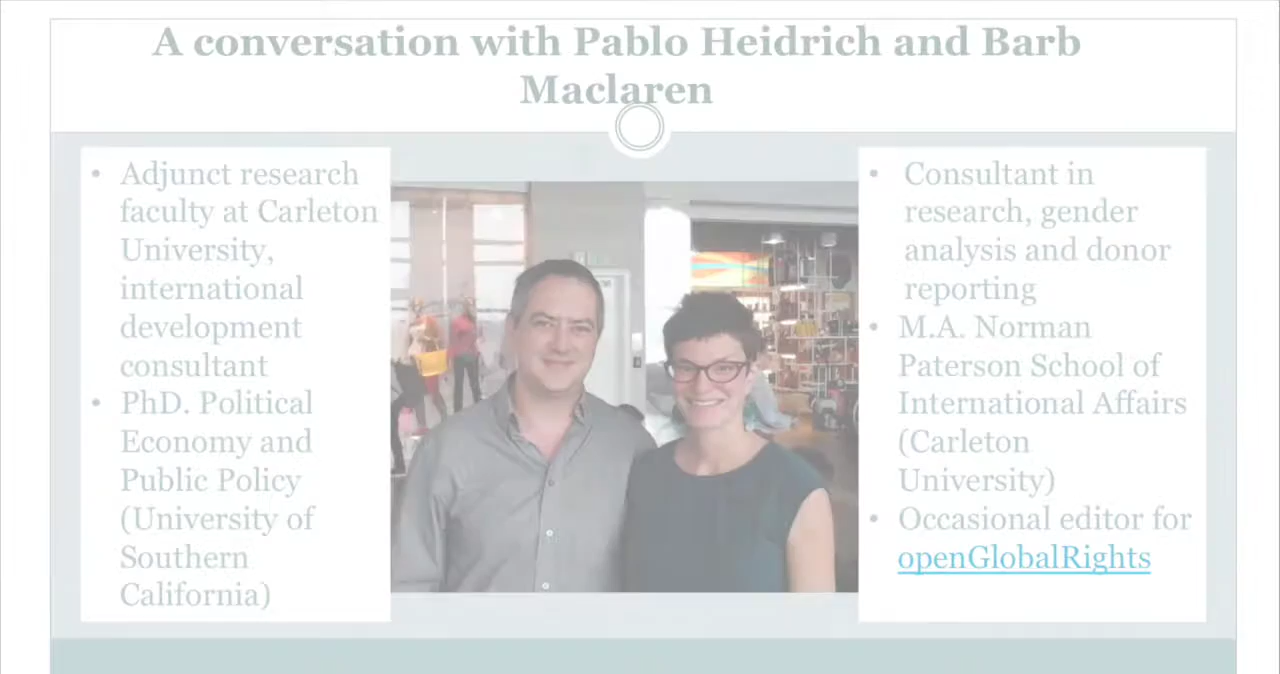 A conversation with Pablo Heidrich and Barb
Maclaren
• Adjunct research
faculty at Carleton
University,
international
development
consultant
• PhD. Political
Economy and
Public Policy
(University of
Southern
California)
• Consultant in
research, gender
analysis and donor
reporting
• M.A. Norman
Paterson School of
International Affairs
(Carleton
University)
• Occasional editor for
openGlobalRights